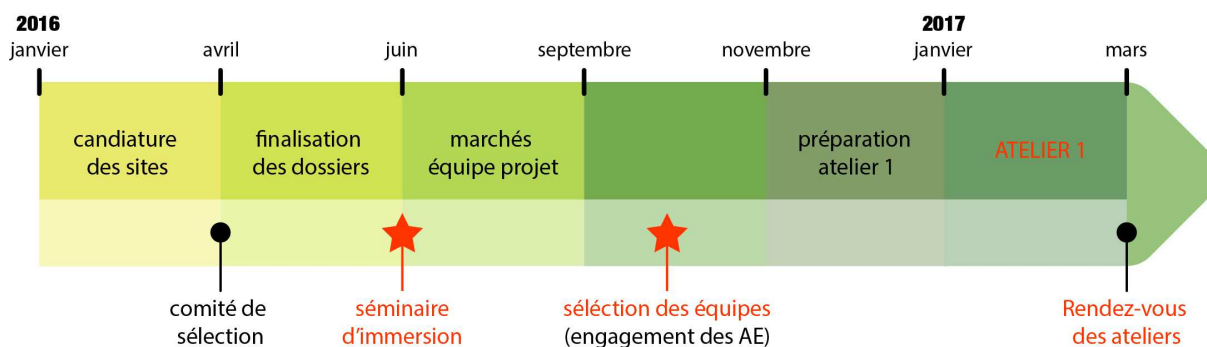 2016
janvier
avril
juin
septembre
novembre
2017
janvier
mars
candiature
des sites
finalisation
des dossiers
marchés
équipe projet
préparation
atelier 1
ATELIER 1
comité de
sélection
séminaire
d'immersion
séléction des équipes
(engagement des AE)
Rendez-vous
des ateliers